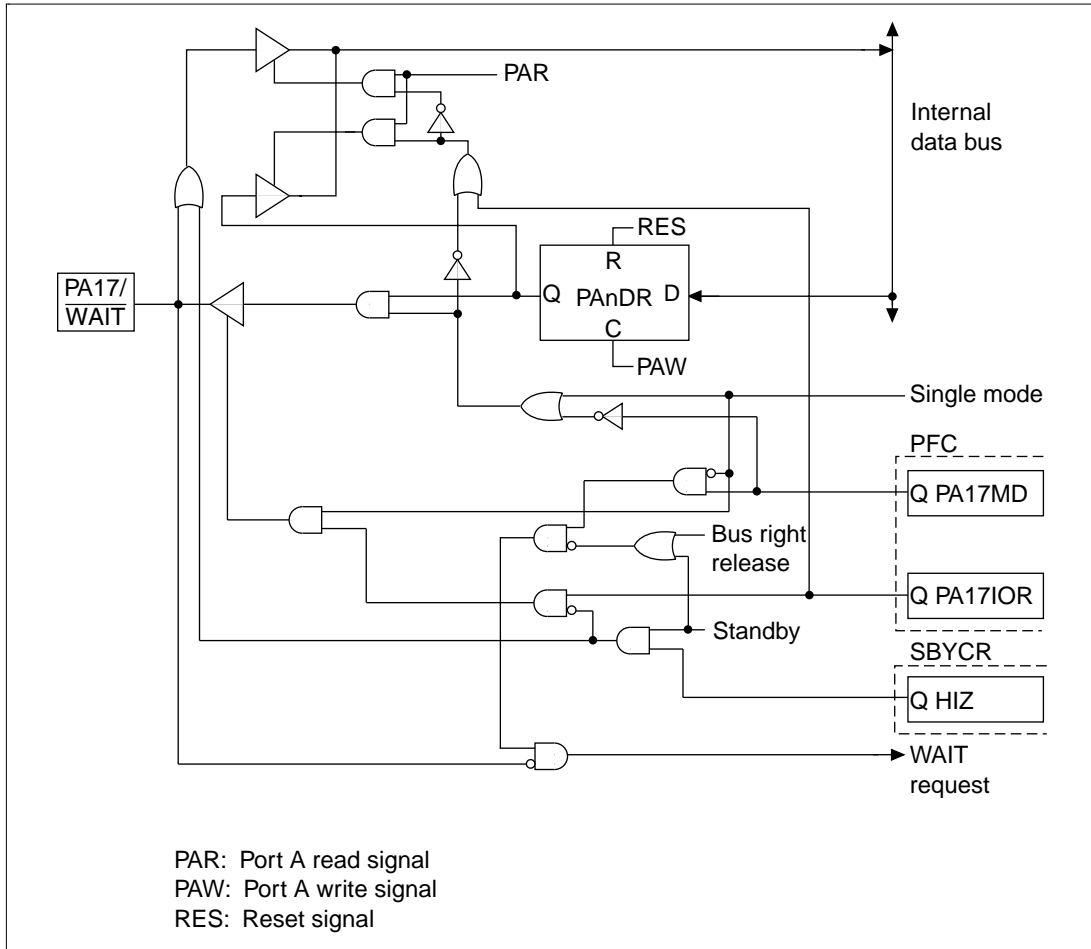 PAR
Internal
data bus
RES
R
PA17/
WAIT
Q PAnDR D
C
PAW
Single mode
PFC
Q PA17MD
Bus right
release
Q PA17IOR
Standby
SBYCR
Q HIZ
WAIT
request
PAR: Port A read signal
PAW: Port A write signal
RES: Reset signal